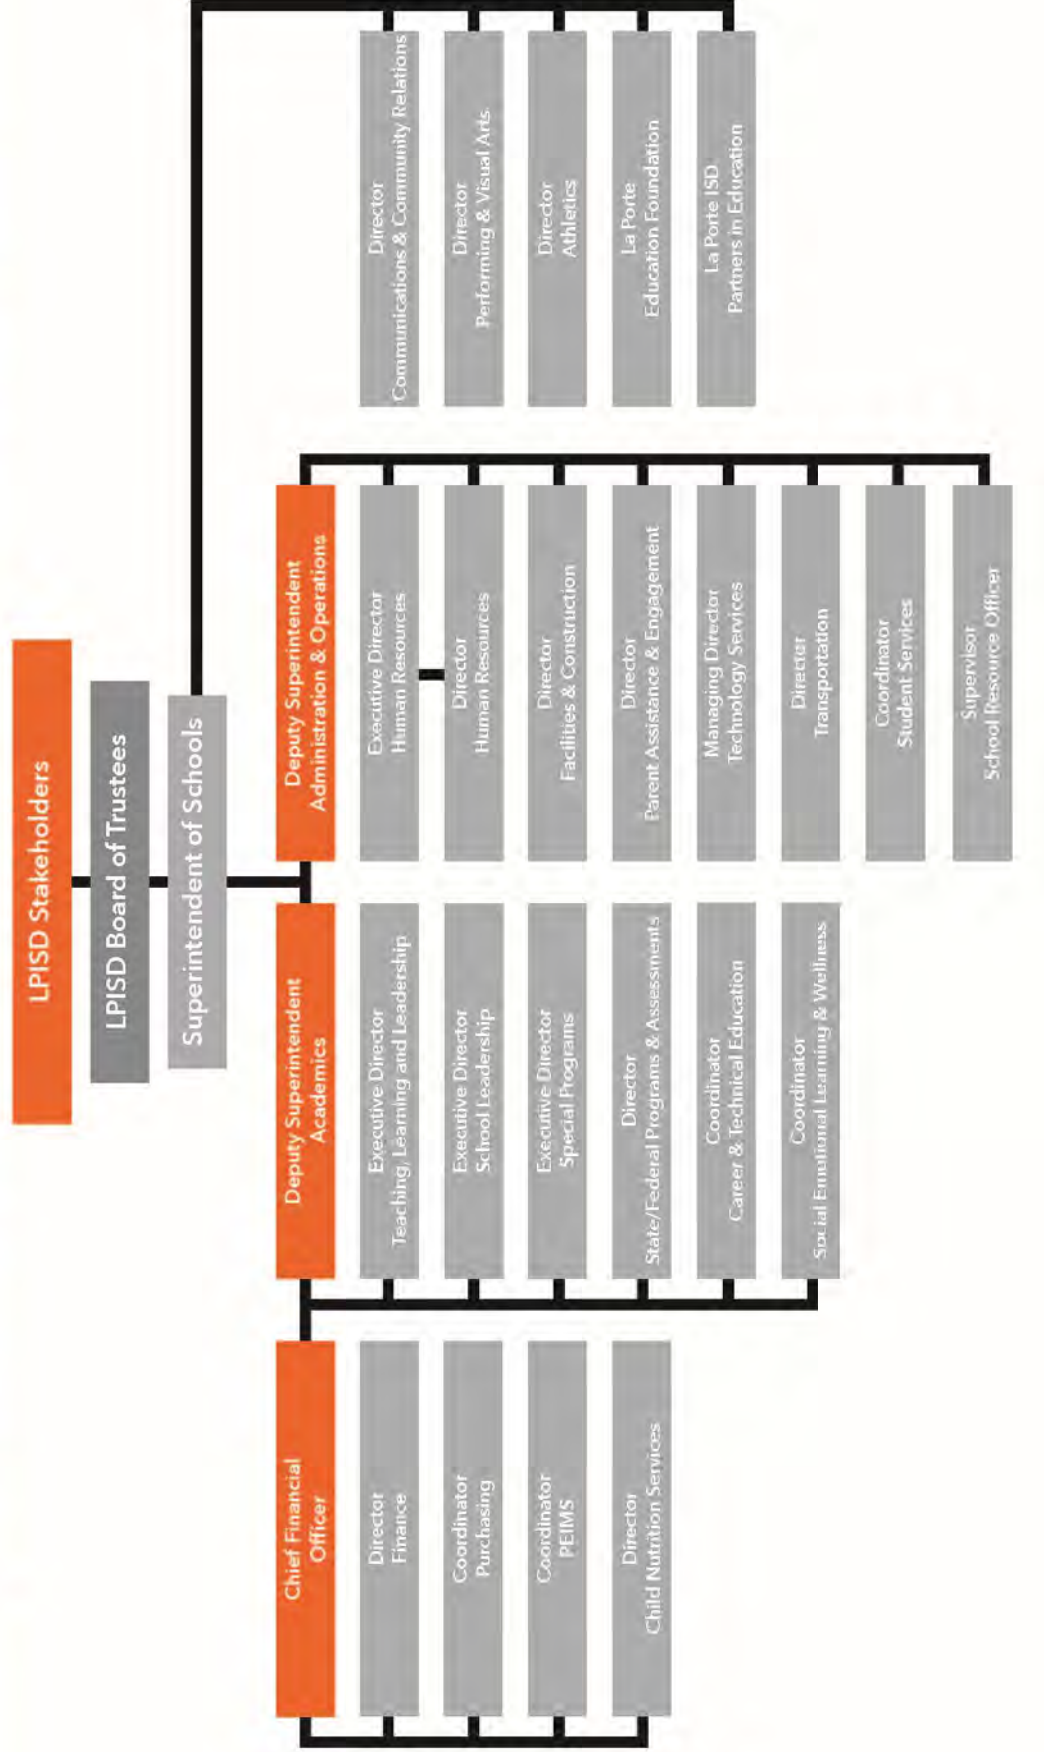 LPISD Stakeholders
LPISD Board of Trustees
Superintendent of Schools
Chief Financial
Officer
Director
Finance
Coordinator
Purchasing
Coordinator
PEIMS
Director
Child Nutrition Services
Deputy Superintendent
Academics
Executive Director
Teaching, Learning and Leadership
Executive Director
School Leadership
Executive Director
Special Programs
Director
State/Federal Programs & Assessments
Coordinator
Career & Technical Education
Coordinator
Social Emotional Learning & Wellness
Deputy Superintendent
Administration & Operations
Executive Director
Human Resources
Director
Human Resources
Director
Facilities & Construction
Director
Parent Assistance & Engagement
Managing Director
Technology Services
Director
Transportation
Coordinator
Student Services
Supervisor
School Resource Officer
Director
Communications & Community Relations
Director
Performing & Visual Arts
Director
Athletics
La Porte
Education Foundation
La Porte ISD
Partners in Education